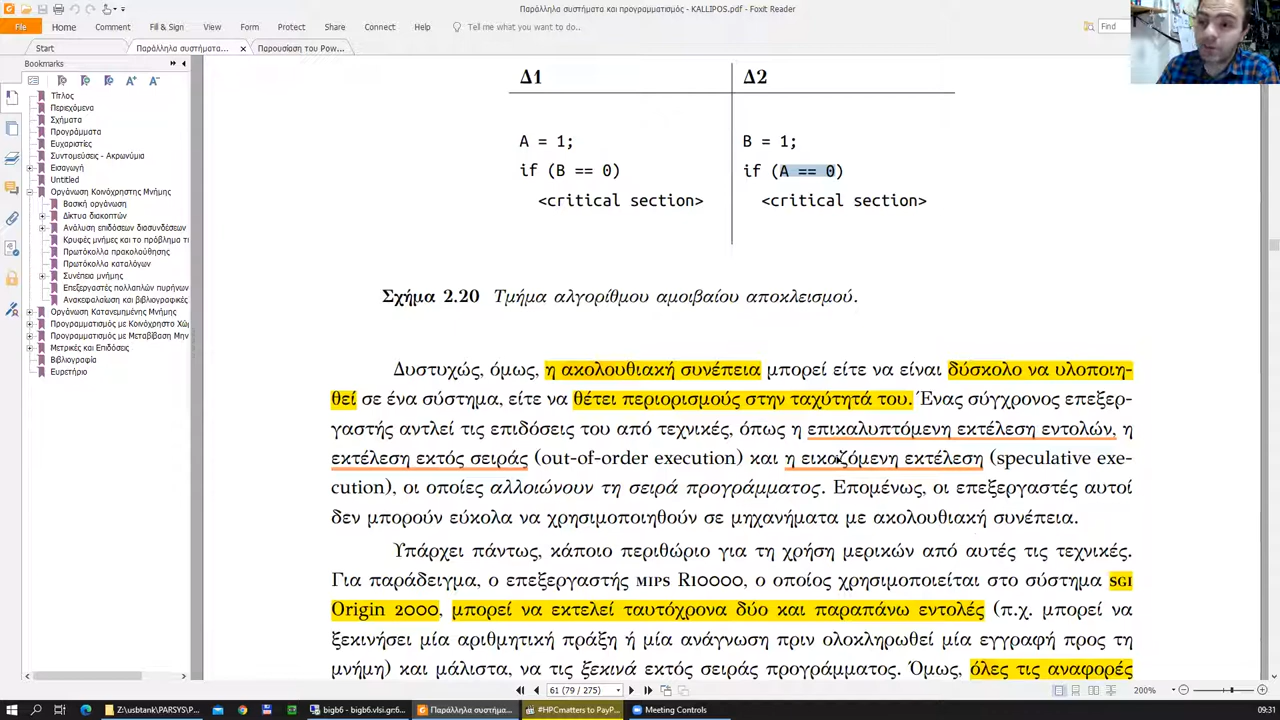 Παράλληλα συστήματα και προγραμματισμός - KALLIPOS.pdf - Foxit Reader
File Home Comment Fill & Sign View Form Protect Share Connect Help Tell me what you want to do.. Find
Start Παράλληλα συστήματα... Παρουσίαση του Pow...
Bookmarks
Τίτλος
Περιεχόμενα
Σχήματα
Προγράμματα
Ευχαριστίες
Συντομεύσεις - Ακρωνύμια
Εισαγωγή
Untitled
Οργάνωση Κοινόχρηστης Μνήμης
Βασική οργάνωση
Δίκτυα διακοπτών
Ανάλυση επιδόσεων διασυνδέσεων
Κρυφές μνήμες και το πρόβλημα τη
Πρωτόκολλα παρακολούθησης
Πρωτόκολλα καταλόγων
Συνέπεια μνήμης
Επεξεργαστές πολλαπλών πυρήνων
Ανακεφαλαίωση και βιβλιογραφικές
Οργάνωση Κατανεμημένης Μνήμης
Προγραμματισμός με Κοινόχρηστο Χώρ
Προγραμματισμός με Μεταβίβαση Μην
Μετρικές και Επιδόσεις
Βιβλιογραφία
Ευρετήριο
Δ1 Δ2
A = 1; B = 1;
if (B == 0) if (A == 0)
<critical section> <critical section>
Σχήμα 2.20 Τμήμα αλγορίθμου αμοιβαίου αποκλεισμού.
Δυστυχώς, όμως, η ακολουθιακή συνέπεια μπορεί είτε να είναι δύσκολο να υλοποιη-
θεί σε ένα σύστημα, είτε να θέτει περιορισμούς στην ταχύτητά του. Ένας σύγχρονος επεξερ-
γαστής αντλεί τις επιδόσεις του από τεχνικές, όπως η επικαλυπτόμενη εκτέλεση εντολών, η
εκτέλεση εκτός σειράς (out-of-order execution) και η εικαζόμενη εκτέλεση (speculative exe-
cution), οι οποίες αλλοιώνουν τη σειρά προγράμματος. Επομένως, οι επεξεργαστές αυτοί
δεν μπορούν εύκολα να χρησιμοποιηθούν σε μηχανήματα με ακολουθιακή συνέπεια.
Υπάρχει πάντως, κάποιο περιθώριο για τη χρήση μερικών από αυτές τις τεχνικές.
Για παράδειγμα, ο επεξεργαστής MIPS R10000, ο οποίος χρησιμοποιείται στο σύστημα SGI
Origin 2000, μπορεί να εκτελεί ταυτόχρονα δύο και παραπάνω εντολές (π.χ. μπορεί να
ξεκινήσει μία αριθμητική πράξη ή μία ανάγνωση πριν ολοκληρωθεί μία εγγραφή προς τη
μνήμη) και μάλιστα, να τις ξεκινά εκτός σειράς προγράμματος. Όμως, όλες τις αναφορές
61 (79 / 275) 200%
Z:\usbtank\PARSYS\P... bigb6 - bigb6.vlsi.gr:6... Παράλληλα συστήμα... #HPCmatters to PayP... Meeting Controls 09:31